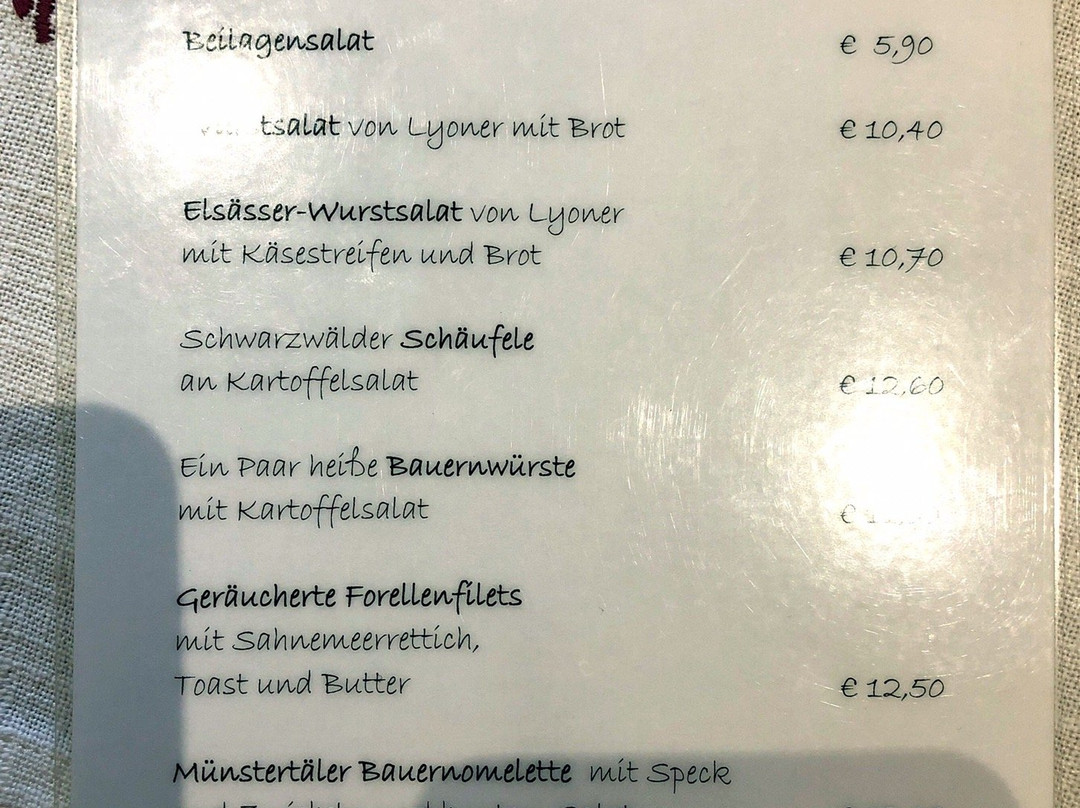 Beilagensalat € 5,90
von Lyoner mit Brot € 10,40
Elsässer-Wurstsalat von Lyoner
mit Käsestreifen und Brot € 10,70
Schwarzwälder Schäufele
an Kartoffelsalat € 12,60
Ein Paar heiße Bauernwürste
mit Kartoffelsalat €
Geräucherte Forellenfilets
mit Sahnemeerrettich,
Toast und Butter € 12,50
Münstertäler Bauernomelette mit Speck